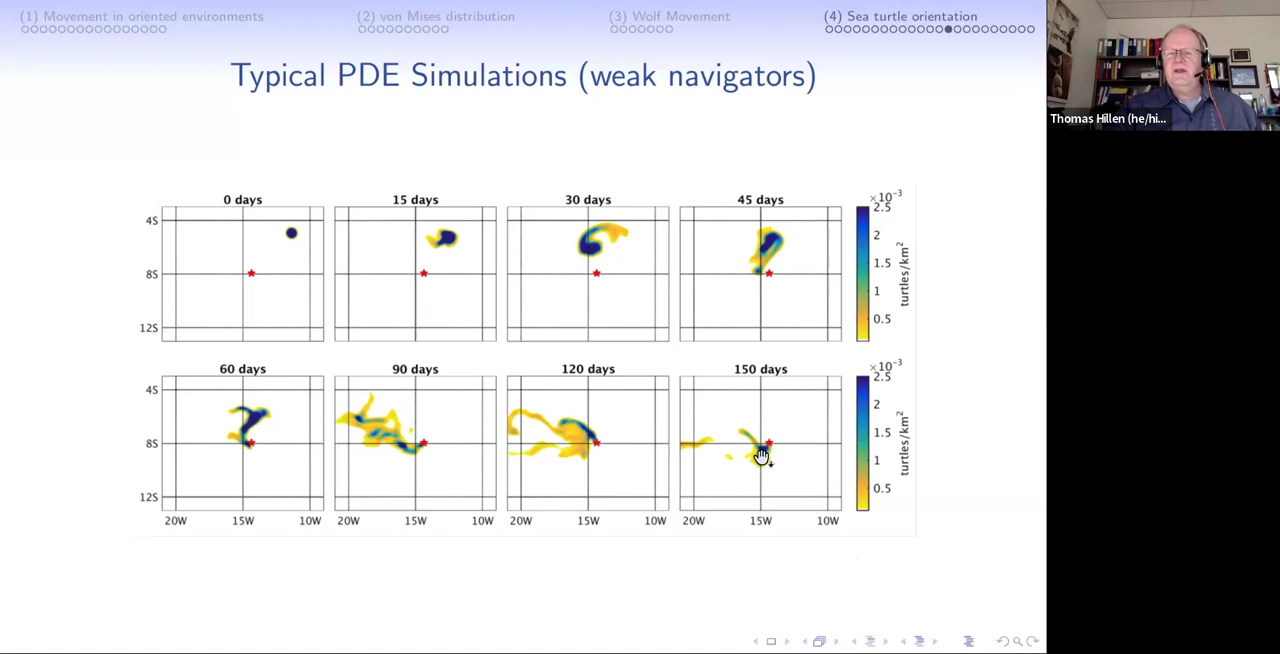 (1) Movement in oriented environments (2) von Mises distribution (3) Wolf Movement (4) Sea turtle orientation
Typical PDE Simulations (weak navigators)
Thomas Hillen (he/hi...
0 days 15 days 30 days 45 days
×10⁻³
4S
8S
12S
2.5
2
1.5
1
0.5
turtles/km²
60 days 90 days 120 days 150 days
×10⁻³
4S
8S
12S
2.5
2
1.5
1
0.5
turtles/km²
20W 15W 10W 20W 15W 10W 20W 15W 10W 20W 15W 10W